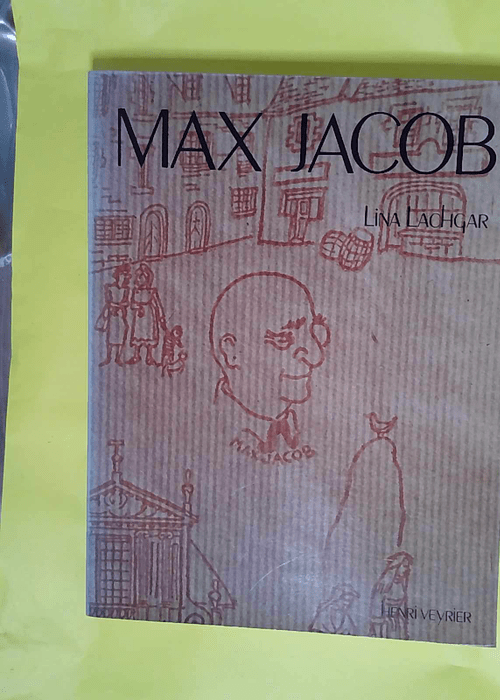 MAX JACOB
LINA LACHGAR
MAX JACOB
HENRI VEYRIER